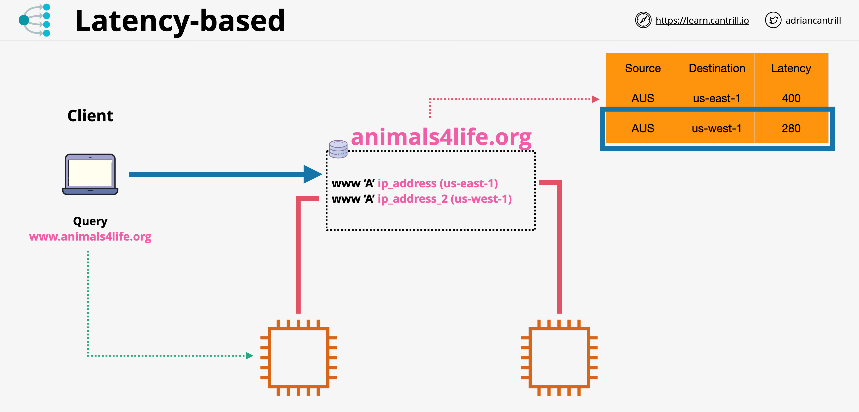 Latency-based
https://learn.cantrill.io
adriancantrill
Source Destination Latency
AUS us-east-1 400
AUS us-west-1 280
Client
animals4life.org
www ‘A’ ip_address (us-east-1)
www ‘A’ ip_address_2 (us-west-1)
Query
www.animals4life.org